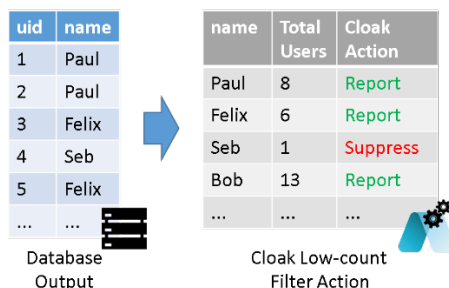 uid name
1 Paul
2 Paul
3 Felix
4 Seb
5 Felix
... ...
Database
Output
name Total Users Cloak Action
Paul 8 Report
Felix 6 Report
Seb 1 Suppress
Bob 13 Report
... ... ...
Cloak Low-count
Filter Action